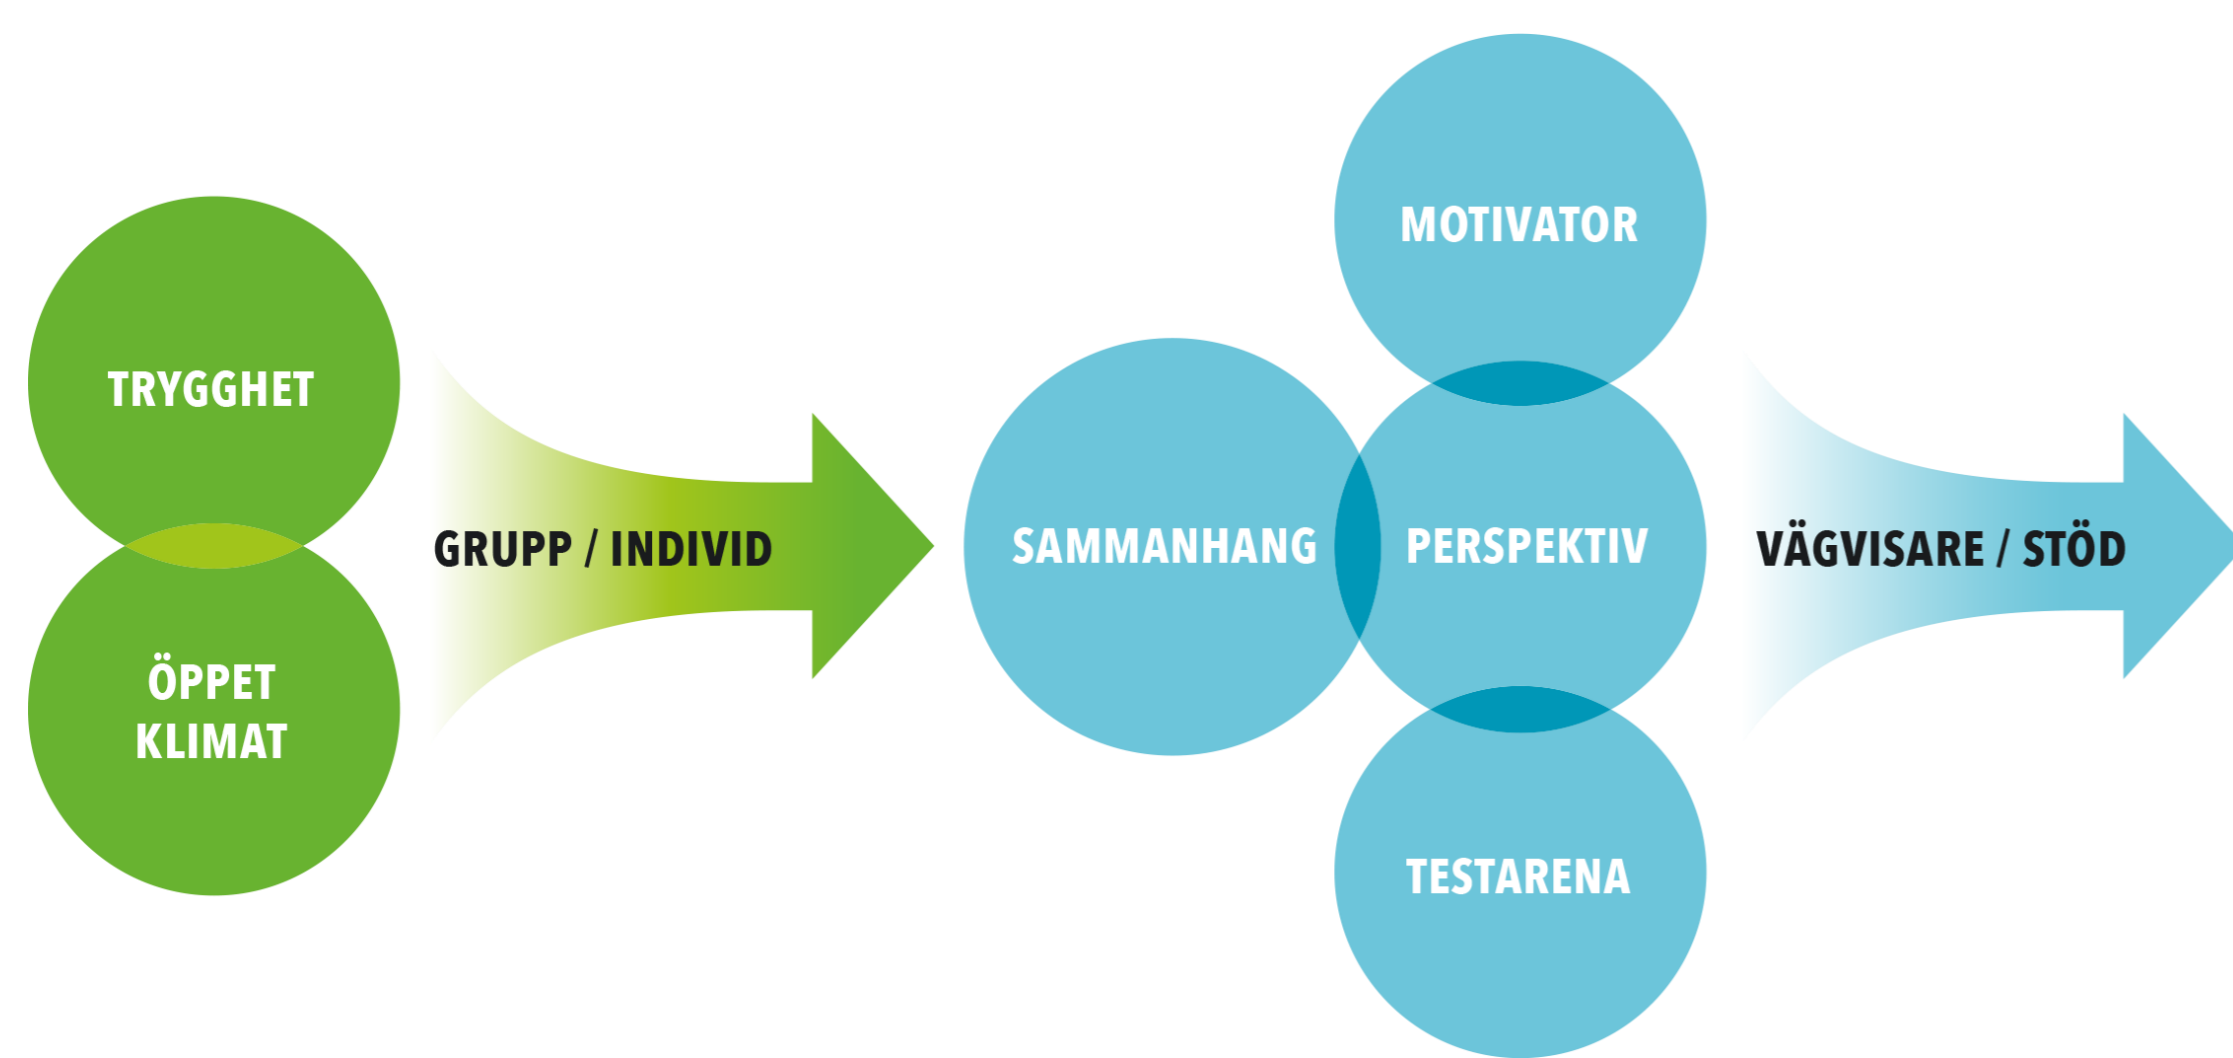 TRYGGHET
ÖPPET
KLIMAT
GRUPP / INDIVID
SAMMANHANG
MOTIVATOR
PERSPEKTIV
TESTARENA
VÄGVISARE / STÖD